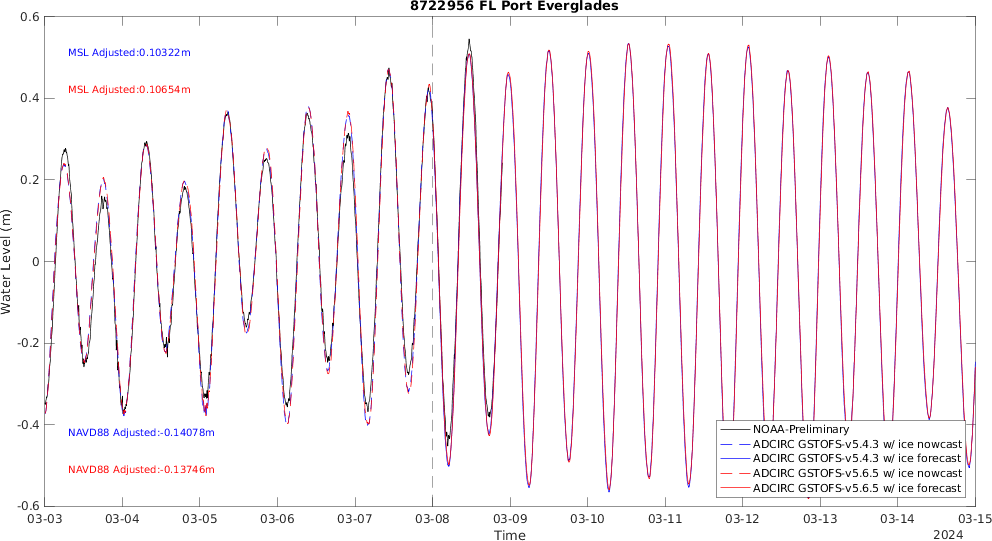 8722956 FL Port Everglades
0.6
0.4
0.2
0
-0.2
-0.4
-0.6
Water Level (m)
MSL Adjusted:0.10322m
MSL Adjusted:0.10654m
NAVD88 Adjusted:-0.14078m
NAVD88 Adjusted:-0.13746m
NOAA-Preliminary
ADCIRC GSTOFS-v5.4.3 w/ ice nowcast
ADCIRC GSTOFS-v5.4.3 w/ ice forecast
ADCIRC GSTOFS-v5.6.5 w/ ice nowcast
ADCIRC GSTOFS-v5.6.5 w/ ice forecast
03-03 03-04 03-05 03-06 03-07 03-08 03-09 03-10 03-11 03-12 03-13 03-14 03-15
Time
2024